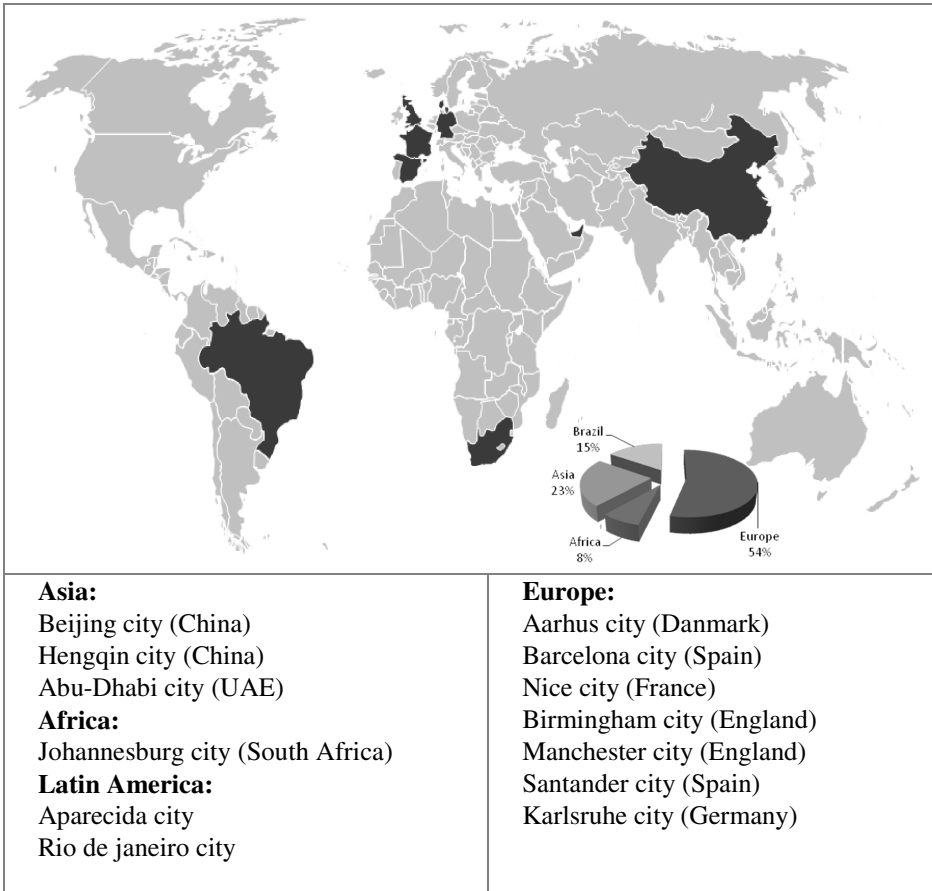 Brazil
15%
Asia
23%
Africa
8%
Europe
54%
Asia:
Beijing city (China)
Hengqin city (China)
Abu-Dhabi city (UAE)
Africa:
Johannesburg city (South Africa)
Latin America:
Aparecida city
Rio de janeiro city
Europe:
Aarhus city (Danmark)
Barcelona city (Spain)
Nice city (France)
Birmingham city (England)
Manchester city (England)
Santander city (Spain)
Karlsruhe city (Germany)